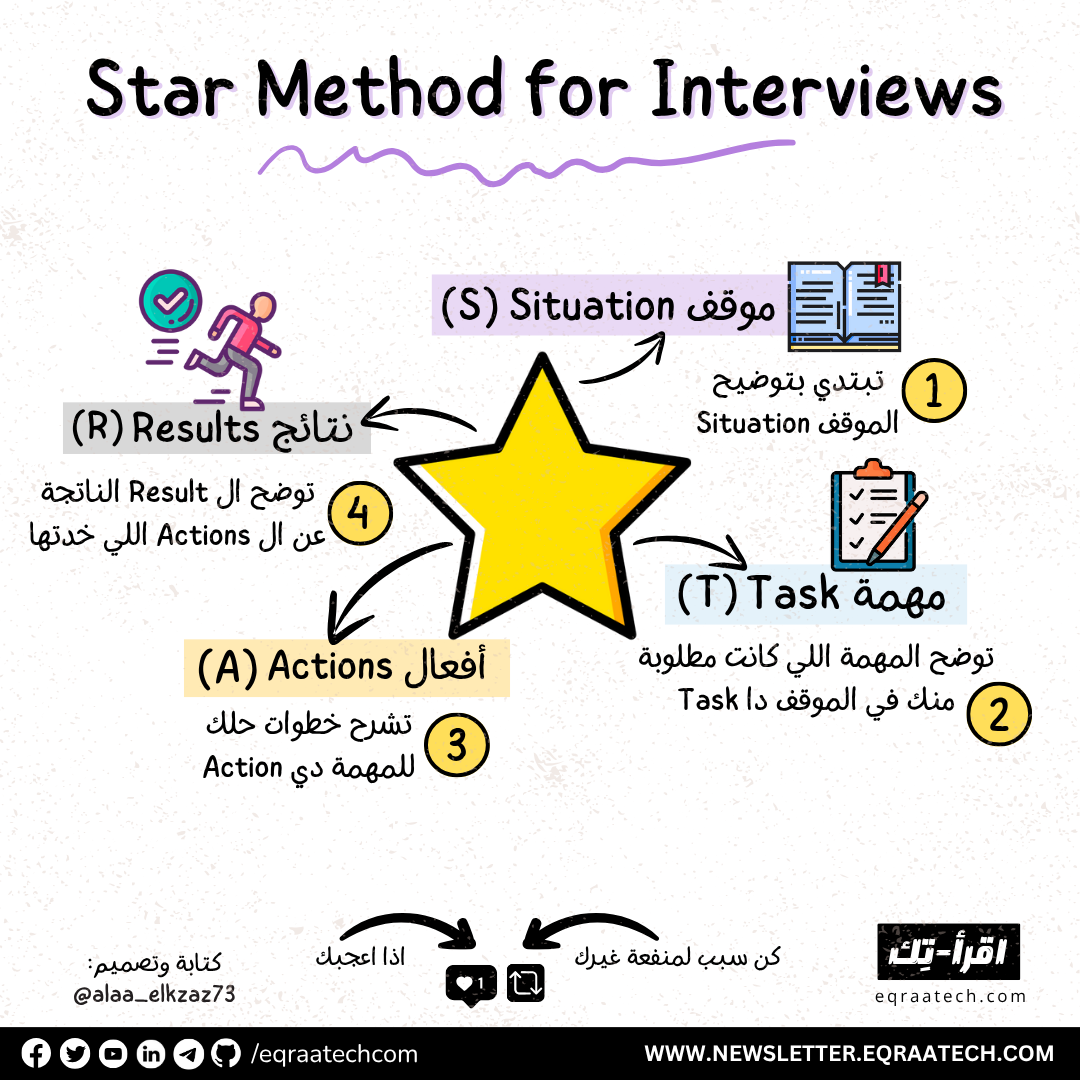 Star Method for Interviews
موقف Situation (S)
1
تبتدي بتوضيح
الموقف Situation
مهمة Task (T)
توضح المهمة اللي كانت مطلوبة
منك في الموقف دا Task
2
أفعال Actions (A)
تشرح خطوات حلك
للمهمة دي Action
3
نتائج Results (R)
توضح ال Result الناتجة
عن ال Actions اللي خدتها
4
كتابة وتصميم:
@alaa_elkzaz73
اذا اعجبك
1
كن سبب لمنفعة غيرك
اقرأ-تِك
eqraatech.com
/eqraatechcom
WWW.NEWSLETTER.EQRAATECH.COM